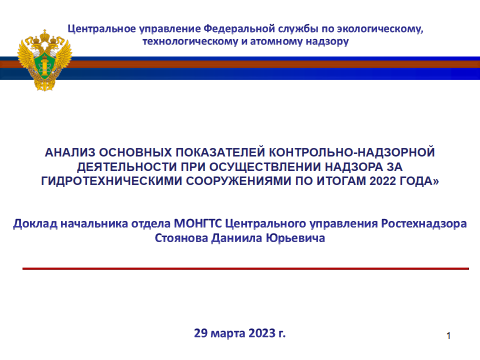 Центральное управление Федеральной службы по экологическому,
технологическому и атомному надзору
АНАЛИЗ ОСНОВНЫХ ПОКАЗАТЕЛЕЙ КОНТРОЛЬНО-НАДЗОРНОЙ
ДЕЯТЕЛЬНОСТИ ПРИ ОСУЩЕСТВЛЕНИИ НАДЗОРА ЗА
ГИДРОТЕХНИЧЕСКИМИ СООРУЖЕНИЯМИ ПО ИТОГАМ 2022 ГОДА»
Доклад начальника отдела МОНГТС Центрального управления Ростехнадзора
Стоянова Даниила Юрьевича
29 марта 2023 г.
1